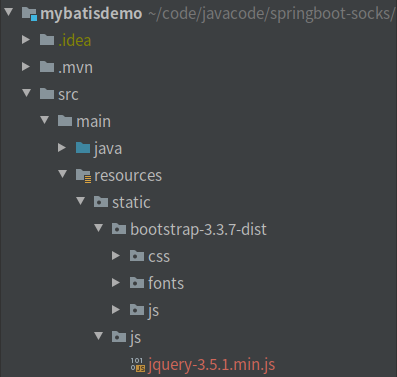 mybatisdemo ~/code/javacode/springboot-socks/
.idea
.mvn
src
main
java
resources
static
bootstrap-3.3.7-dist
css
fonts
js
js
jquery-3.5.1.min.js